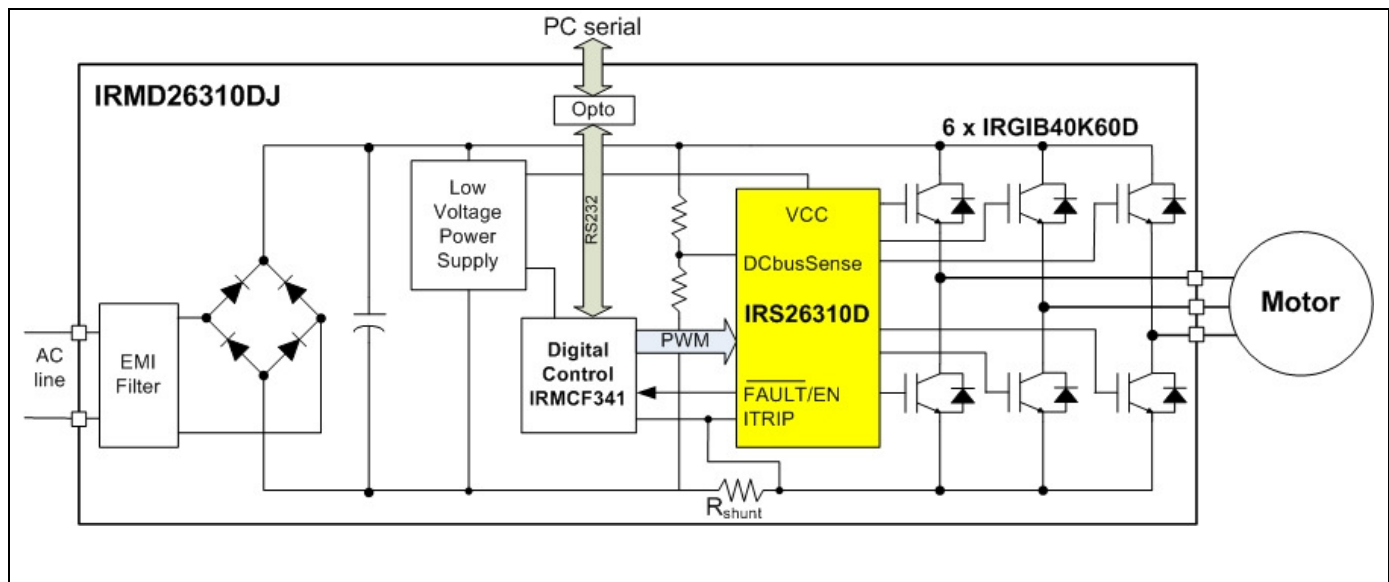 PC serial
IRMD26310DJ
Opto
6 x IRGIB40K60D
Low
Voltage
Power
Supply
RS232
VCC
DCbusSense
IRS26310D
Motor
AC
line
EMI
Filter
Digital
Control
IRMCF341
PWM
FAULT/EN
ITRIP
Rshunt